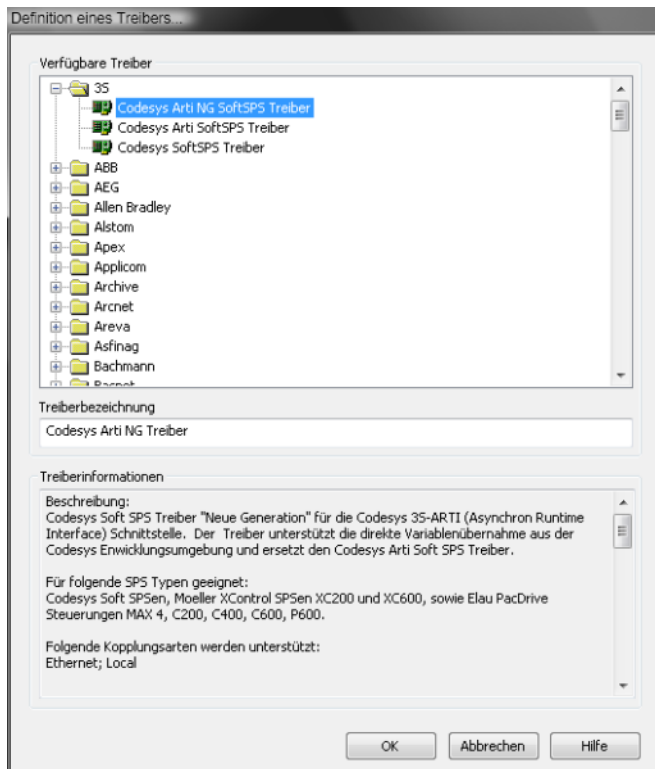 Definition eines Treibers...
Verfügbare Treiber
3S
Codesys Arti NG SoftSPS Treiber
Codesys Arti SoftSPS Treiber
Codesys SoftSPS Treiber
ABB
AEG
Allen Bradley
Alstom
Apex
Applicom
Archive
Arcnet
Areva
Asfinag
Bachmann
Bacnet
Treiberbezeichnung
Codesys Arti NG Treiber
Treiberinformationen
Beschreibung:
Codesys Soft SPS Treiber "Neue Generation" für die Codesys 3S-ARTI (Asynchron Runtime
Interface) Schnittstelle. Der Treiber unterstützt die direkte Variablenübernahme aus der
Codesys Enwicklungsumgebung und ersetzt den Codesys Arti Soft SPS Treiber.
Für folgende SPS Typen geeignet:
Codesys Soft SPSen, Moeller XControl SPSen XC200 und XC600, sowie Elau PacDrive
Steuerungen MAX 4, C200, C400, C600, P600.
Folgende Kopplungsarten werden unterstützt:
Ethernet; Local
OK
Abbrechen
Hilfe